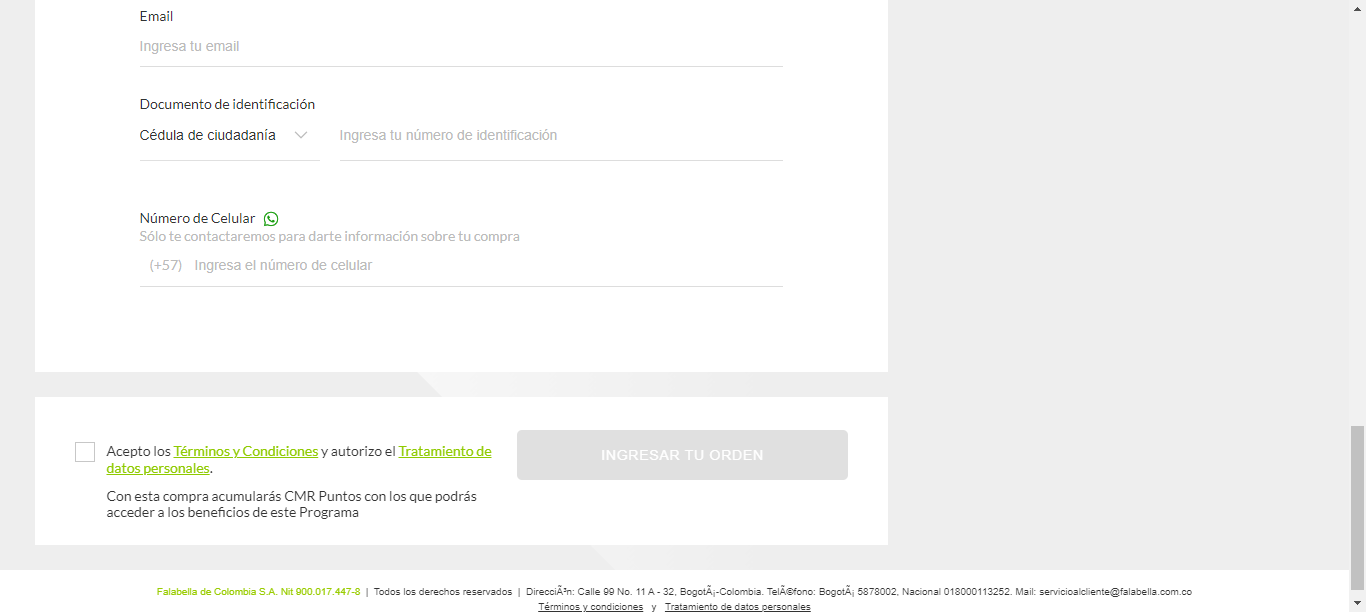 Email
Ingresa tu email
Documento de identificación
Cédula de ciudadanía Ingresa tu número de identificación
Número de Celular
Sólo te contactaremos para darte información sobre tu compra
(+57) Ingresa el número de celular
Acepto los Términos y Condiciones y autorizo el Tratamiento de
datos personales.
INGRESAR TU ORDEN
Con esta compra acumularás CMR Puntos con los que podrás
acceder a los beneficios de este Programa
Falabella de Colombia S.A. Nit 900.017.447-8 | Todos los derechos reservados | DirecciÃ³n: Calle 99 No. 11 A - 32, BogotÃ¡-Colombia. TelÃ©fono: BogotÃ¡ 5878002, Nacional 018000113252. Mail: servicioalcliente@falabella.com.co
Términos y condiciones y Tratamiento de datos personales